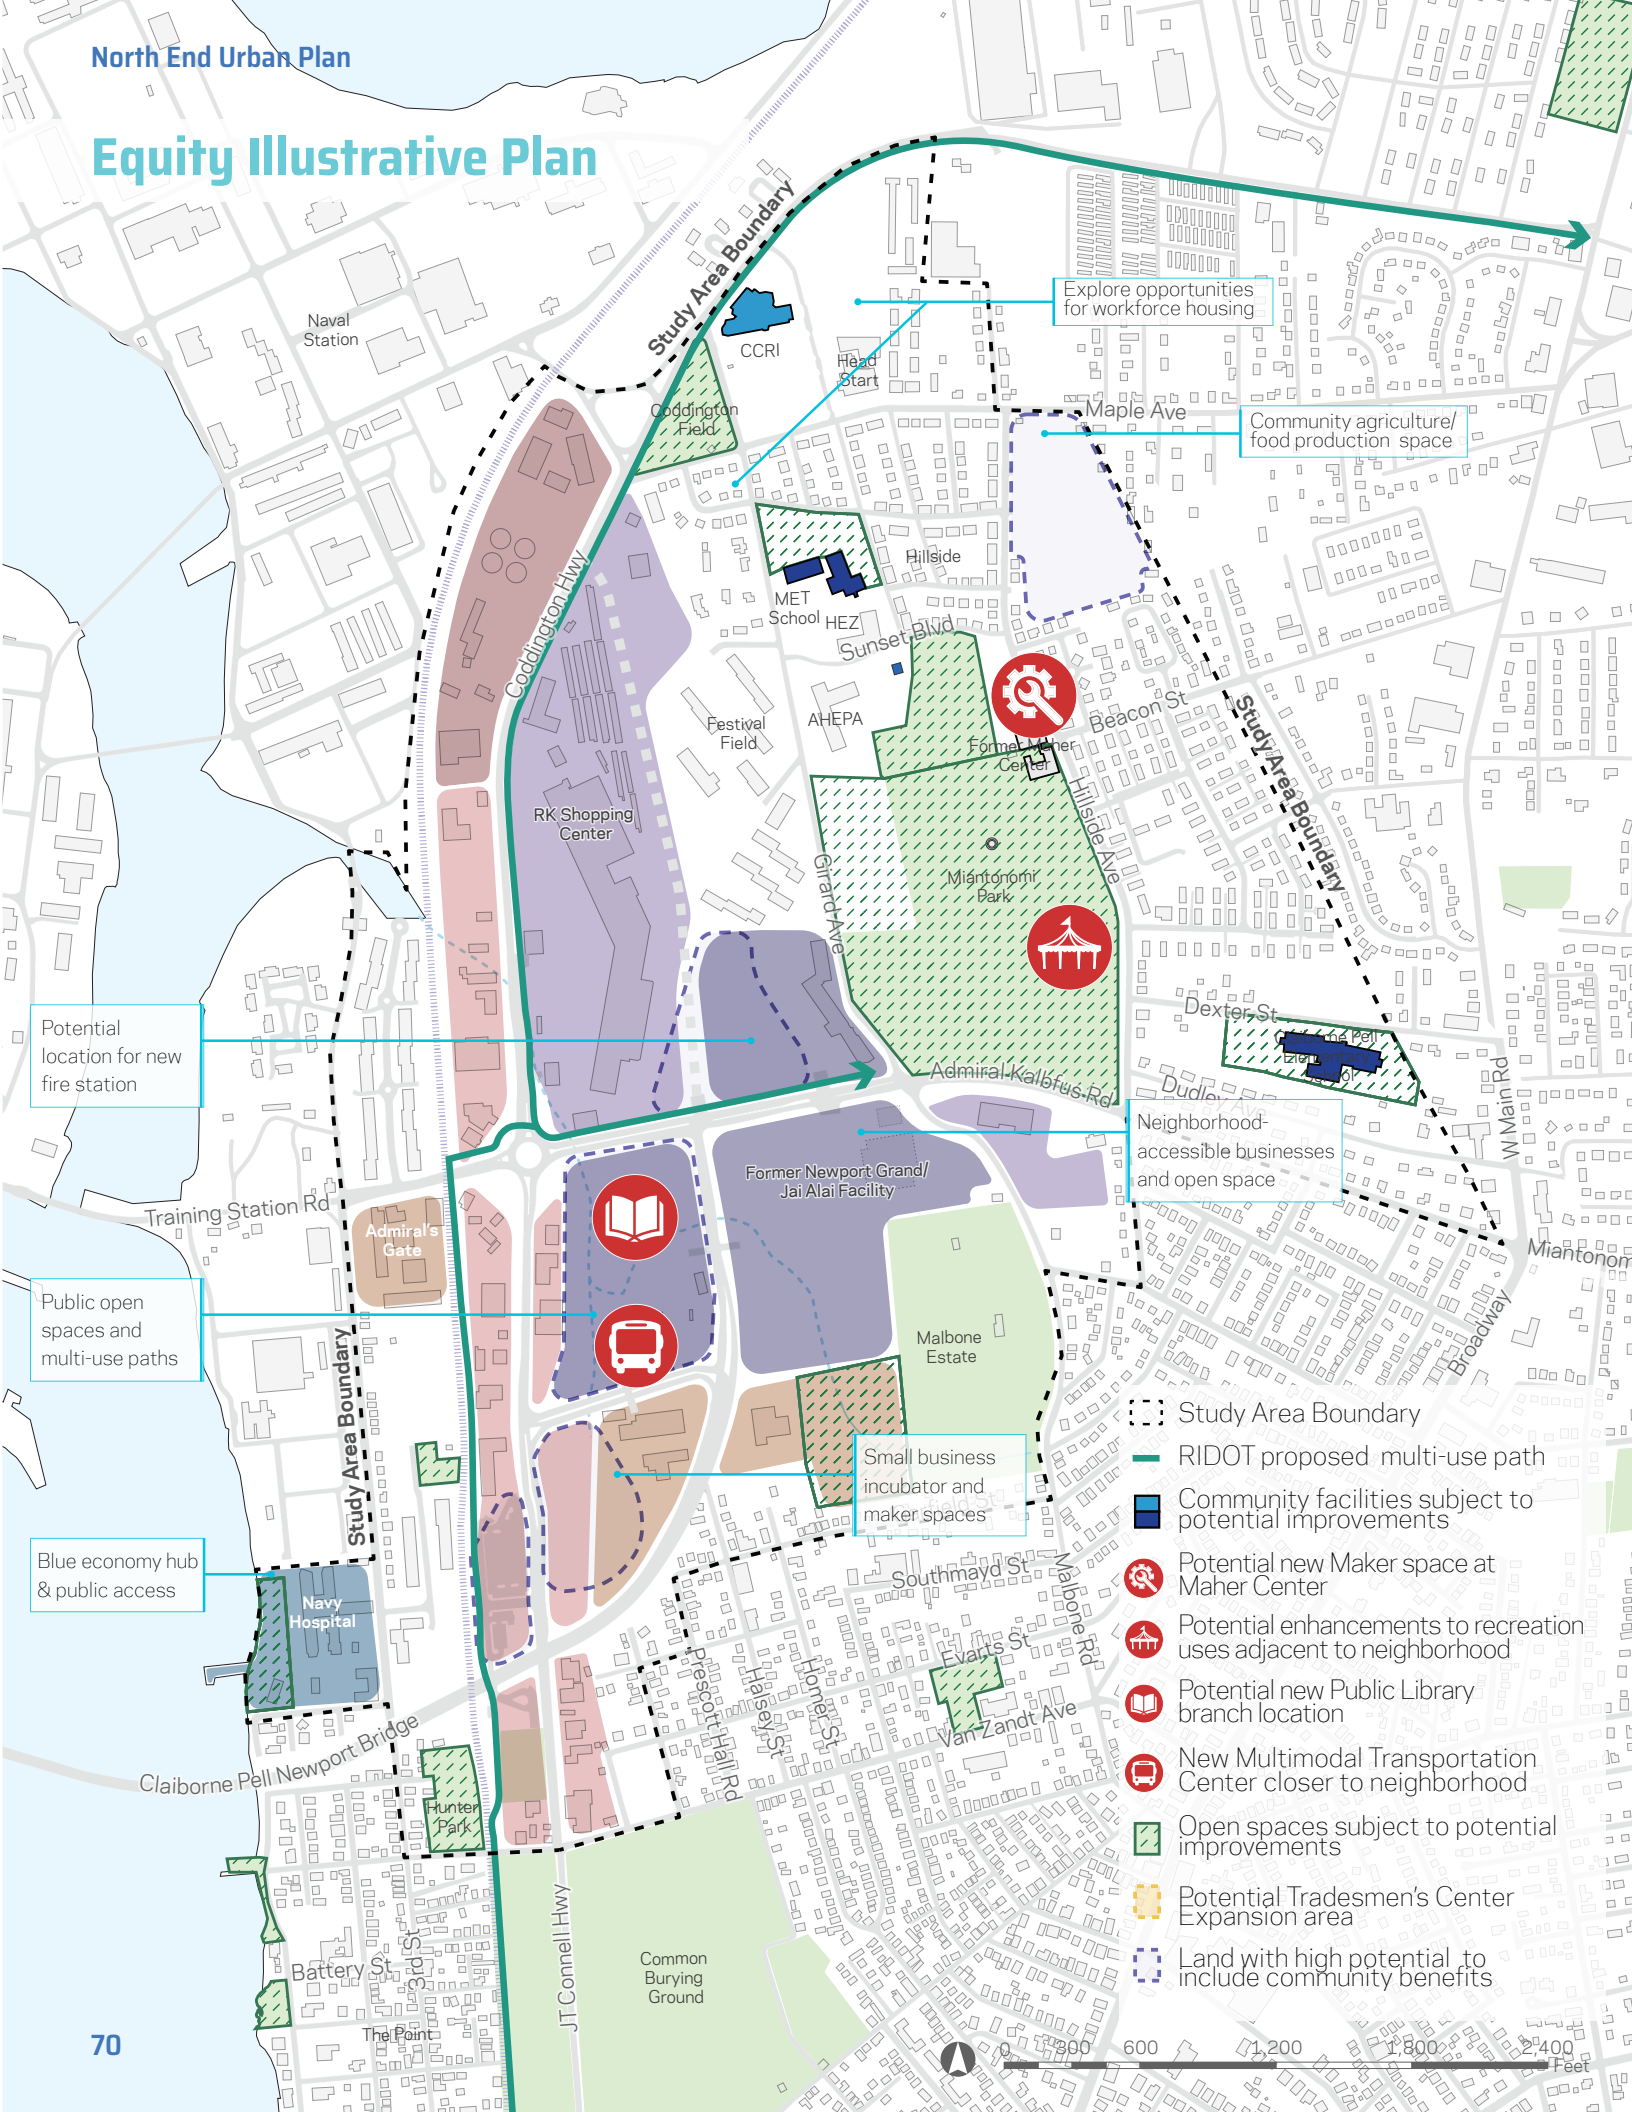 North End Urban Plan
Equity Illustrative Plan
Study Area Boundary
Naval
Station
CCRI
Explore opportunities
for workforce housing
Head
Start
Coddington
Field
Maple Ave
Community agriculture/
food production space
Coddington Hwy
Hillside
MET
School
HEZ
Sunset Blvd
Beacon St
Study Area Boundary
Festival
Field
AHEPA
Former Maher
Center
Hillside Ave
RK Shopping
Center
Girard Ave
Miantonomi
Park
Dexter St
Claiborne Pell
Elementary
School
Potential
location for new
fire station
Admiral Kalbfus Rd
Dudley Ave
W Main Rd
Neighborhood-
accessible businesses
and open space
Former Newport Grand/
Jai Alai Facility
Training Station Rd
Admiral's
Gate
Miantonom
Public open
spaces and
multi-use paths
Malbone
Estate
Broadway
Study Area Boundary
Small business
incubator and
maker spaces
Blue economy hub
& public access
Navy
Hospital
Southmayd St
Malbone Rd
Evarts St
Prescott Hall Rd
Halsey St
Homer St
Van Zandt Ave
Claiborne Pell Newport Bridge
Hunter
Park
JT Connell Hwy
Battery St
3rd St
The Point
Common
Burying
Ground
Study Area Boundary
RIDOT proposed multi-use path
Community facilities subject to
potential improvements
Potential new Maker space at
Maher Center
Potential enhancements to recreation
uses adjacent to neighborhood
Potential new Public Library
branch location
New Multimodal Transportation
Center closer to neighborhood
Open spaces subject to potential
improvements
Potential Tradesmen's Center
Expansion area
Land with high potential to
include community benefits
0 300 600 1,200 1,800 2,400
Feet
70